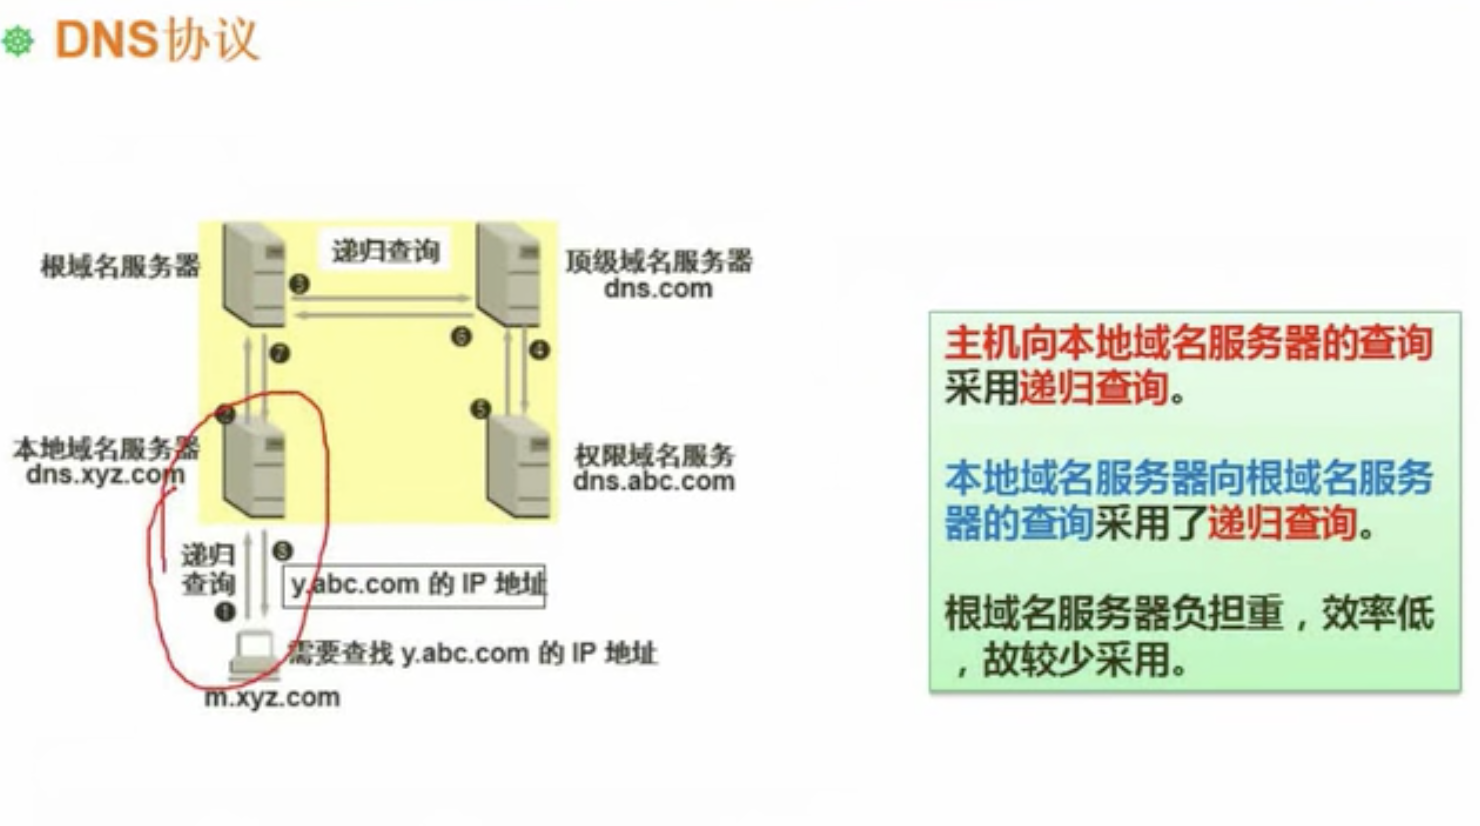 DNS协议
递归查询
根域名服务器
顶级域名服务器
dns.com
❸
❻
❼
❹
❷
❺
本地域名服务器
dns.xyz.com
权限域名服务
dns.abc.com
递归
查询
❶
❽
y.abc.com 的 IP 地址
需要查找 y.abc.com 的 IP 地址
m.xyz.com
主机向本地域名服务器的查询
采用递归查询。
本地域名服务器向根域名服务
器的查询采用了递归查询。
根域名服务器负担重，效率低
，故较少采用。